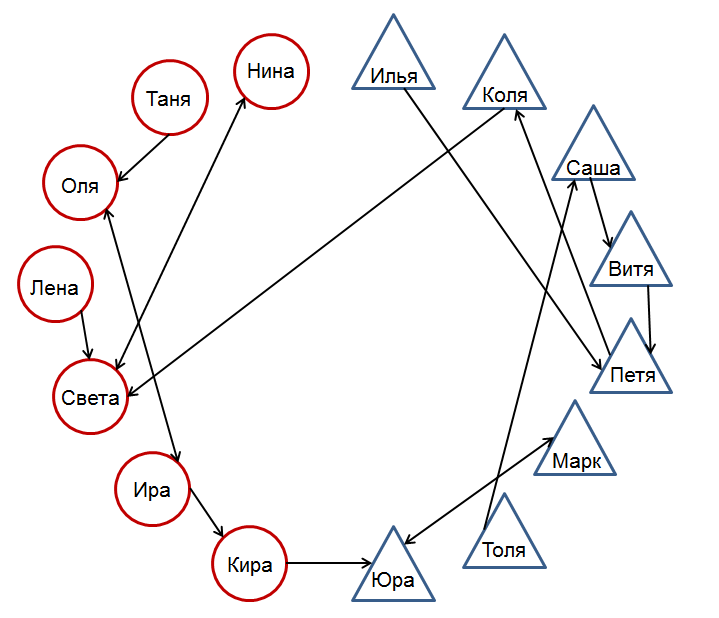 Нина
Илья
Таня
Коля
Саша
Оля
Витя
Лена
Петя
Света
Марк
Ира
Толя
Кира
Юра